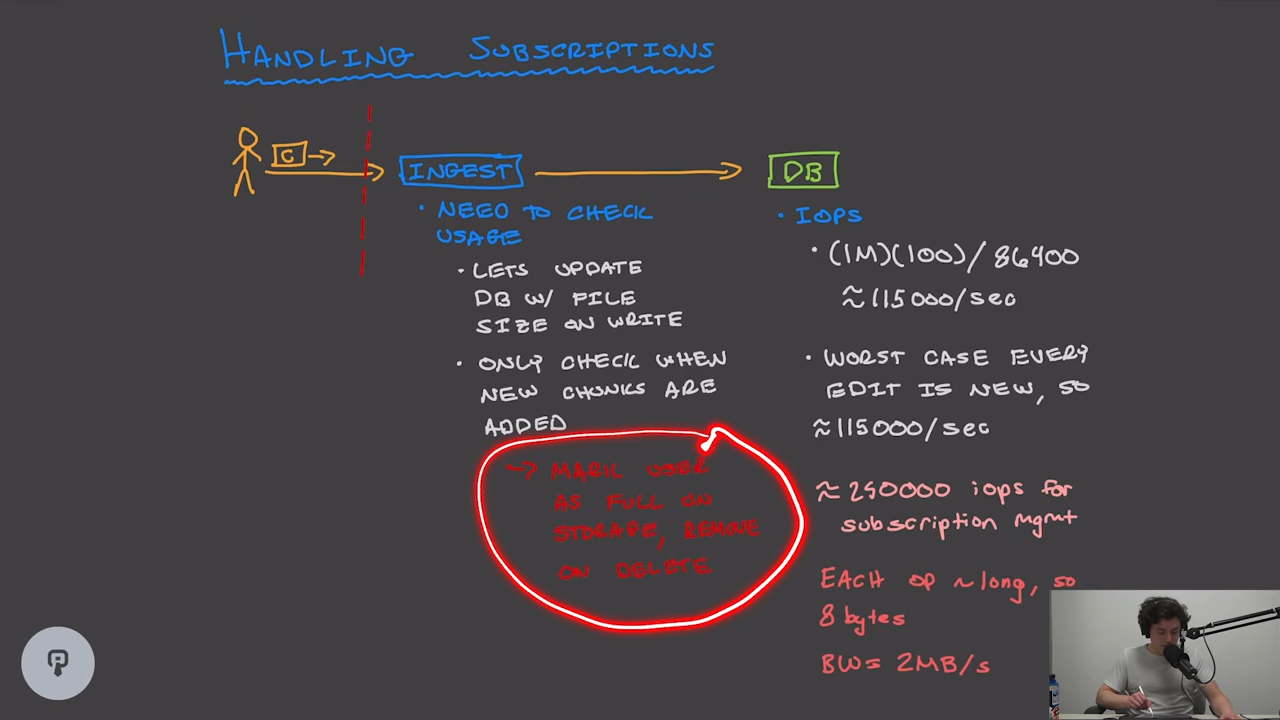 HANDLING SUBSCRIPTIONS
C
INGEST
DB
• NEED TO CHECK
USAGE
• LETS UPDATE
DB W/ FILE
SIZE ON WRITE
• ONLY CHECK WHEN
NEW CHUNKS ARE
ADDED
→ MARK USER
AS FULL ON
STORAGE, REMOVE
ON DELETE
• IOPS
• (1M)(100)/86400
≈115000/sec
• WORST CASE EVERY
EDIT IS NEW, SO
≈115000/sec
≈250000 iops for
subscription mgmt
EACH OP ~long, so
8 bytes
BW= 2MB/s